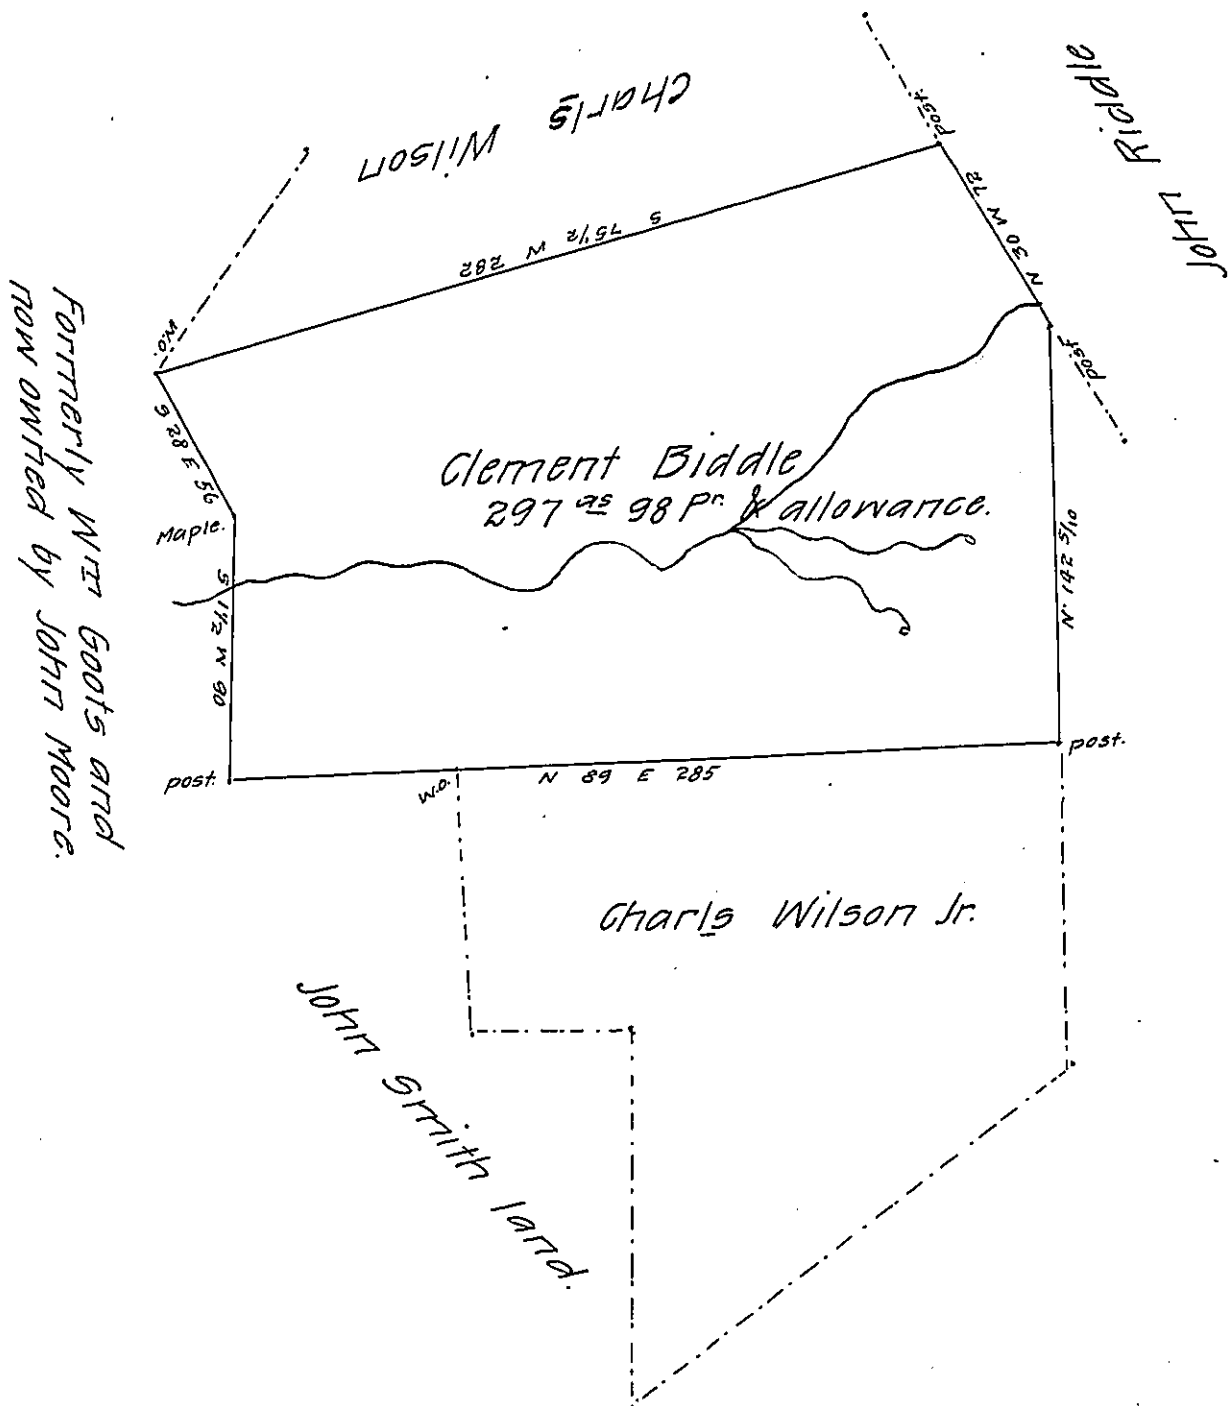 John Riddle
Charls Wilson
Post.
N 30 W 72
S 75 1/2 W 282
W.O.
post
S 28 E 56
Clement Biddle
297 as 98 Pr. & allowance.
Maple.
N. 142 5/10
S 1 1/2 W 90
Formerly Wm Goots and
now owned by John Moore.
post.
post.
W.O.
N 89 E 285
Charls Wilson Jr.
John Smith land.